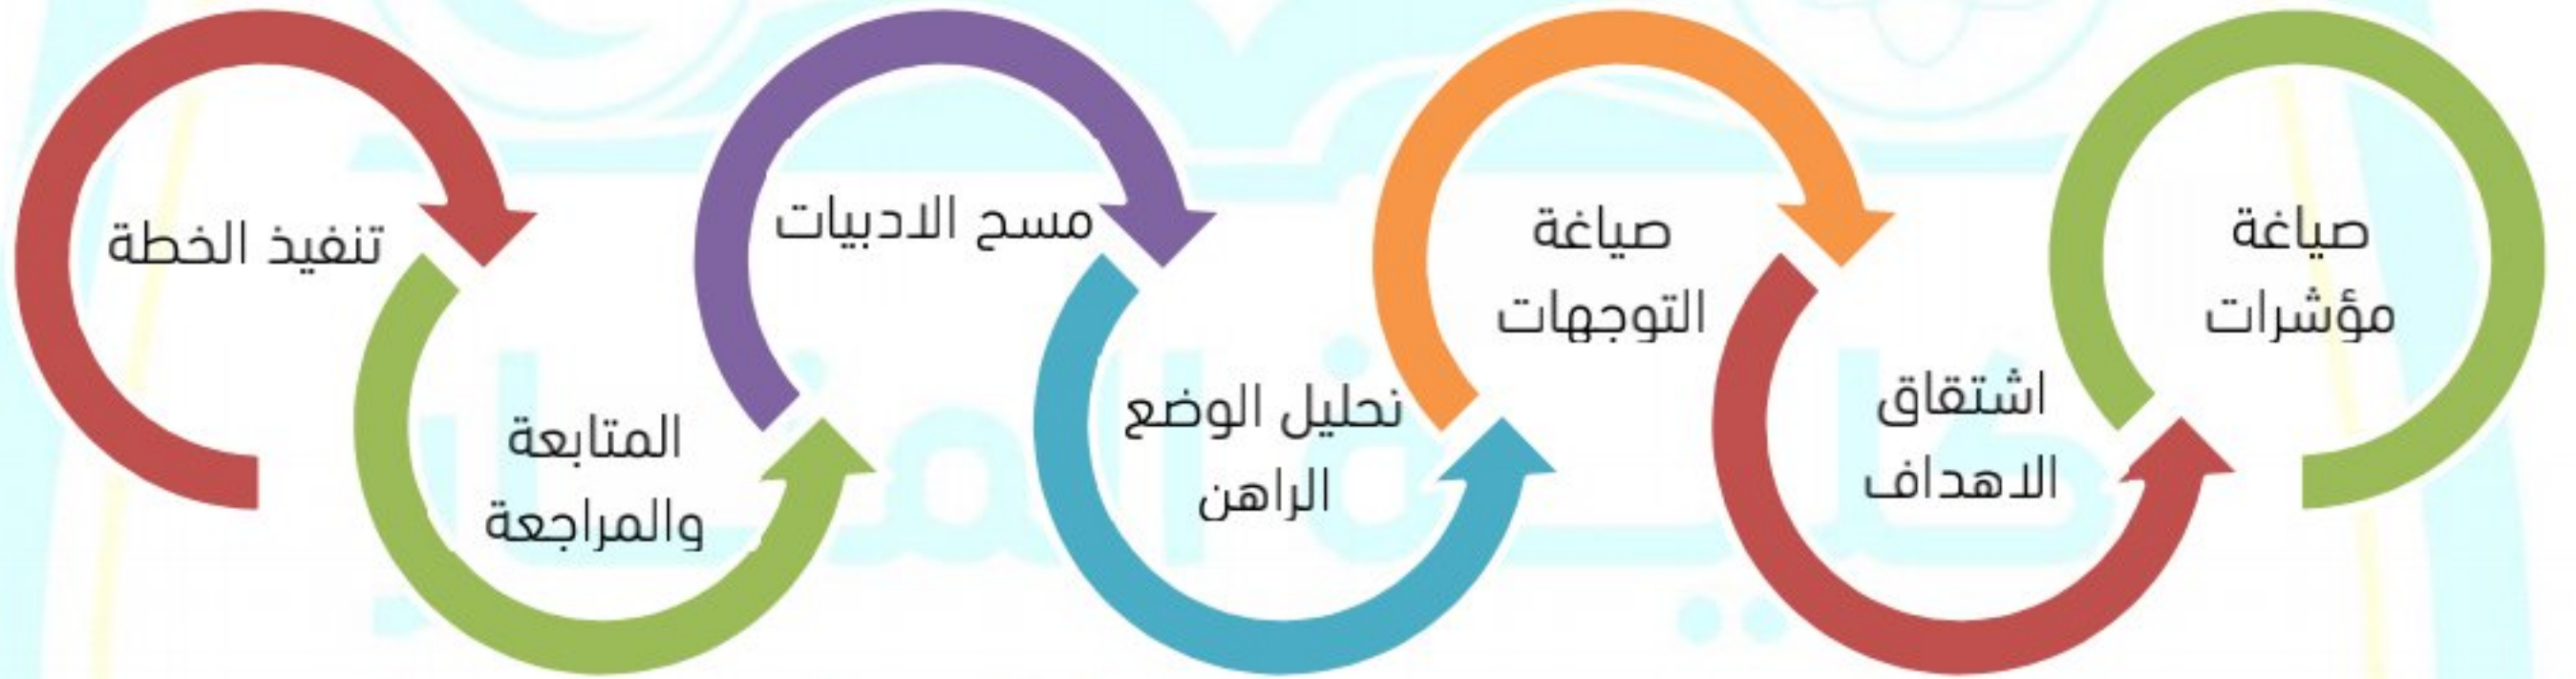 تنفيذ الخطة
المتابعة
والمراجعة
مسح الادبيات
نحليل الوضع
الراهن
صياغة
التوجهات
اشتقاق
الاهداف
صياغة
مؤشرات